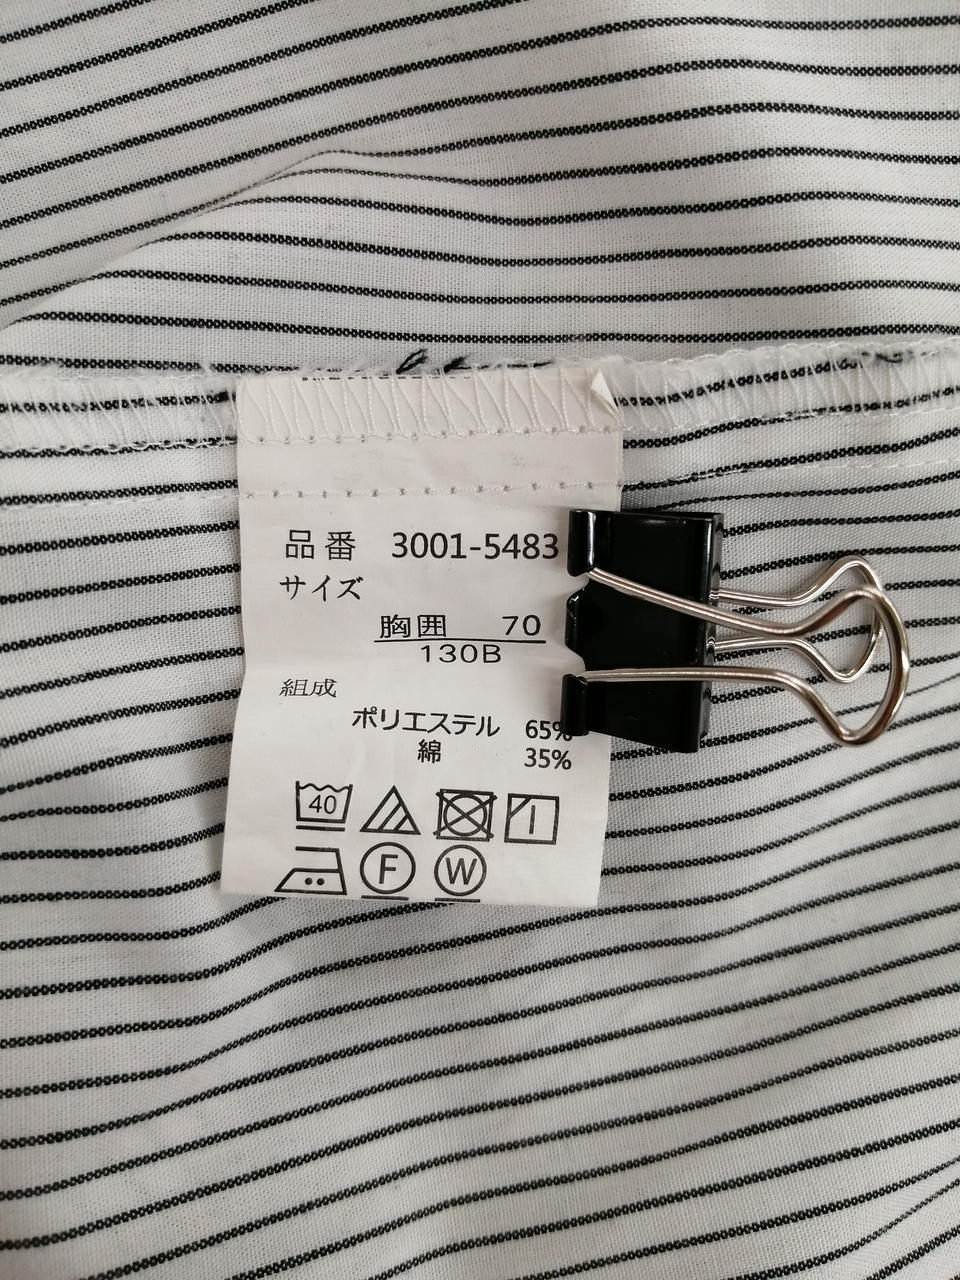 品番 3001-5483
サイズ
胸囲 70
130B
組成
ポリエステル 65%
綿 35%
40
F W